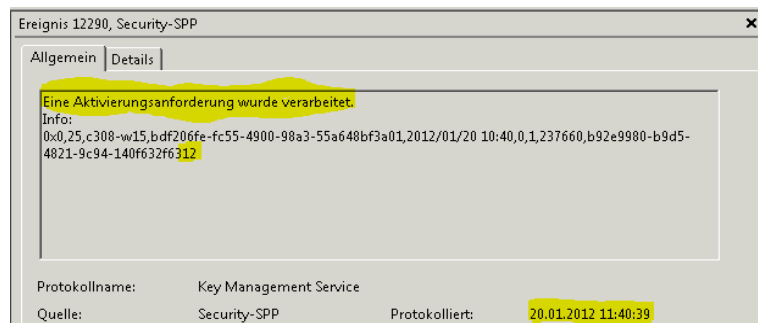 Ereignis 12290, Security-SPP
Allgemein Details
Eine Aktivierungsanforderung wurde verarbeitet.
Info:
0x0,25,c308-w15,bdf206fe-fc55-4900-98a3-55a648bf3a01,2012/01/20 10:40,0,1,237660,b92e9980-b9d5-
4821-9c94-140f632f6312
Protokollname: Key Management Service
Quelle: Security-SPP Protokolliert: 20.01.2012 11:40:39